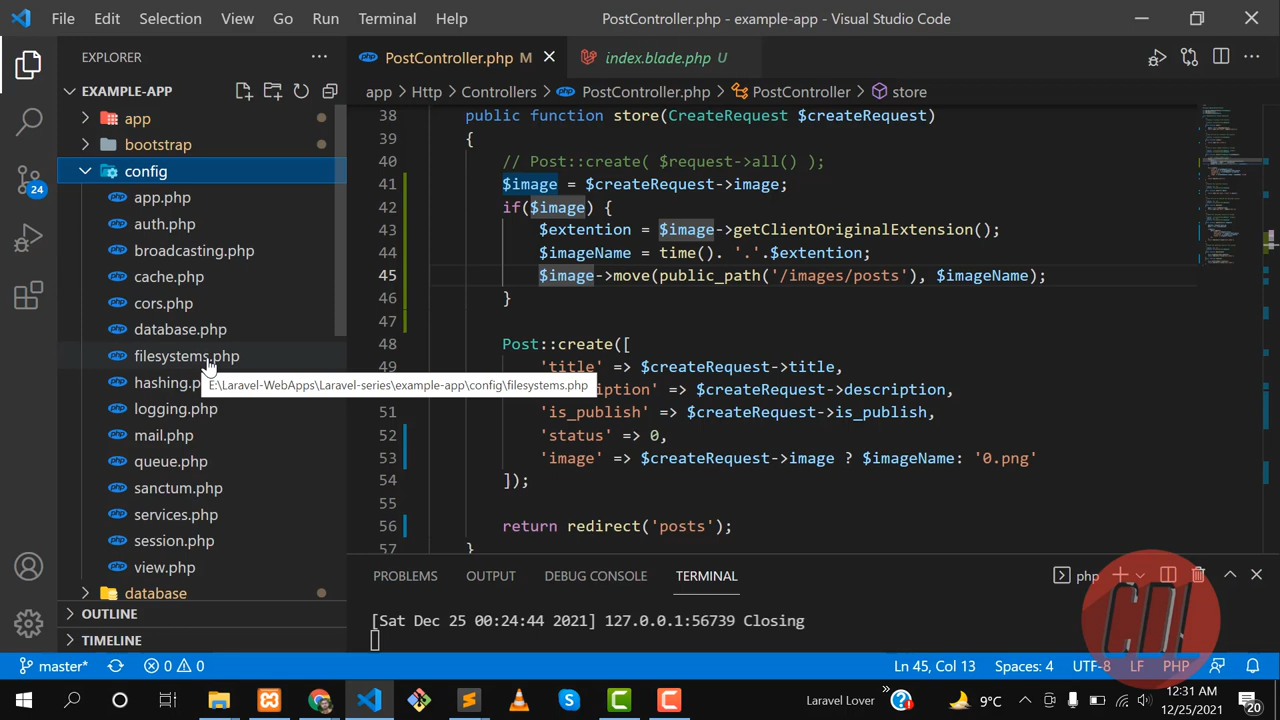 File Edit Selection View Go Run Terminal Help
PostController.php - example-app - Visual Studio Code
EXPLORER
EXAMPLE-APP
app
bootstrap
config
app.php
auth.php
broadcasting.php
cache.php
cors.php
database.php
filesystems.php
E:\Laravel-WebApps\Laravel-series\example-app\config\filesystems.php
hashing.p
logging.php
mail.php
queue.php
sanctum.php
services.php
session.php
view.php
database
OUTLINE
TIMELINE
24
PostController.php M
index.blade.php U
app > Http > Controllers > PostController.php > PostController > store
38 public function store(CreateRequest $createRequest)
39 {
40 // Post::create( $request->all() );
41 $image = $createRequest->image;
42 if($image) {
43 $extention = $image->getClientOriginalExtension();
44 $imageName = time(). '.'.$extention;
45 $image->move(public_path('/images/posts'), $imageName);
46 }
47
48 Post::create([
49 'title' => $createRequest->title,
ription' => $createRequest->description,
51 'is_publish' => $createRequest->is_publish,
52 'status' => 0,
53 'image' => $createRequest->image ? $imageName: '0.png'
54 ]);
55
56 return redirect('posts');
57 }
PROBLEMS OUTPUT DEBUG CONSOLE TERMINAL
php
[Sat Dec 25 00:24:44 2021] 127.0.0.1:56739 Closing
master* 0 0
Ln 45, Col 13 Spaces: 4 UTF-8 LF PHP
Laravel Lover
9°C
12:31 AM
12/25/2021
20